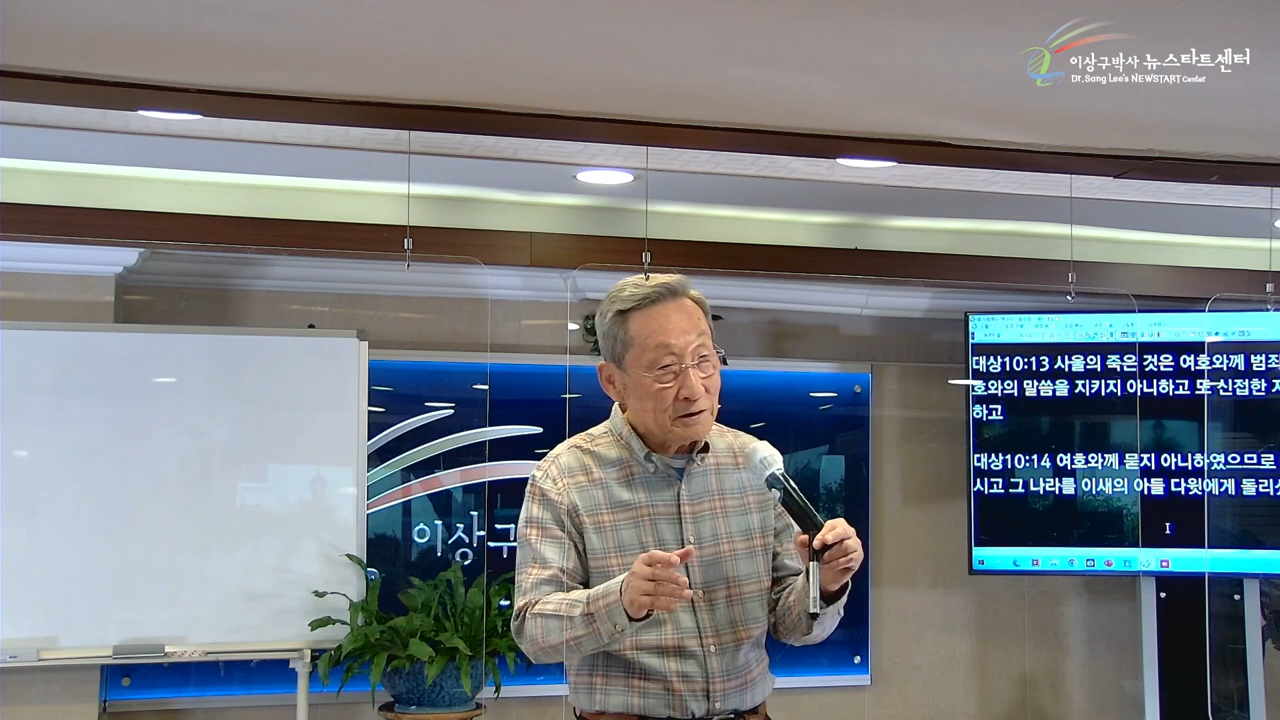 이상구박사 뉴스타트센터
Dr. Sang Lee's NEWSTART Center
대상10:13 사울의 죽은 것은 여호와께 범죄
호와의 말씀을 지키지 아니하고 또 신접한
하고
대상10:14 여호와께 묻지 아니하였으므로
시고 그 나라를 이새의 아들 다윗에게 돌리
이상구